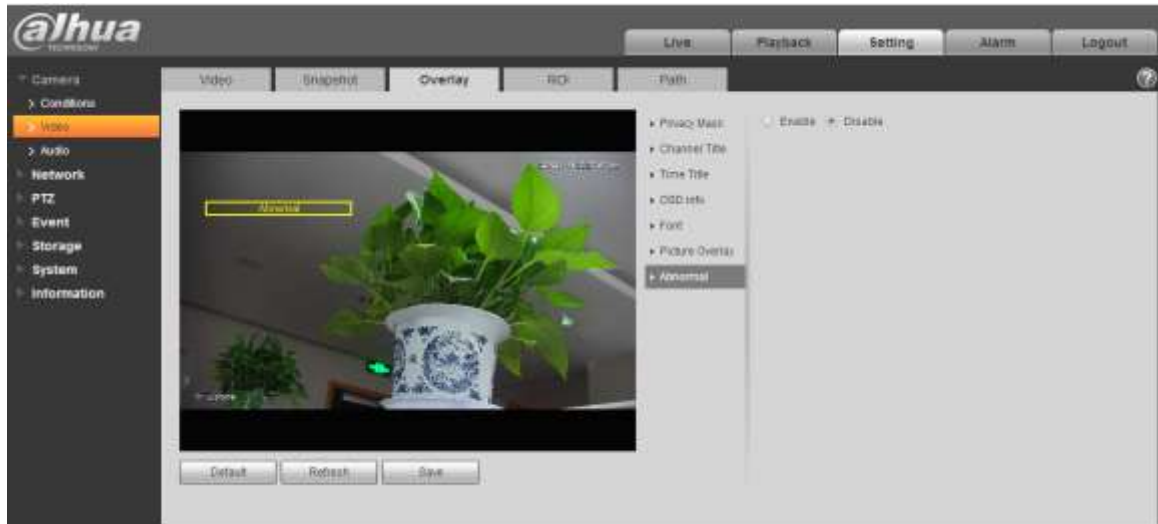 alhua
TECHNOLOGY
Live Playback Setting Alarm Logout
Camera
Conditions
Video
Audio
Network
PTZ
Event
Storage
System
Information
Video Snapshot Overlay ROI Path
Abnormal
Privacy Mask
Channel Title
Time Title
OSD Info
Font
Picture Overlay
Abnormal
Enable Disable
Default Refresh Save